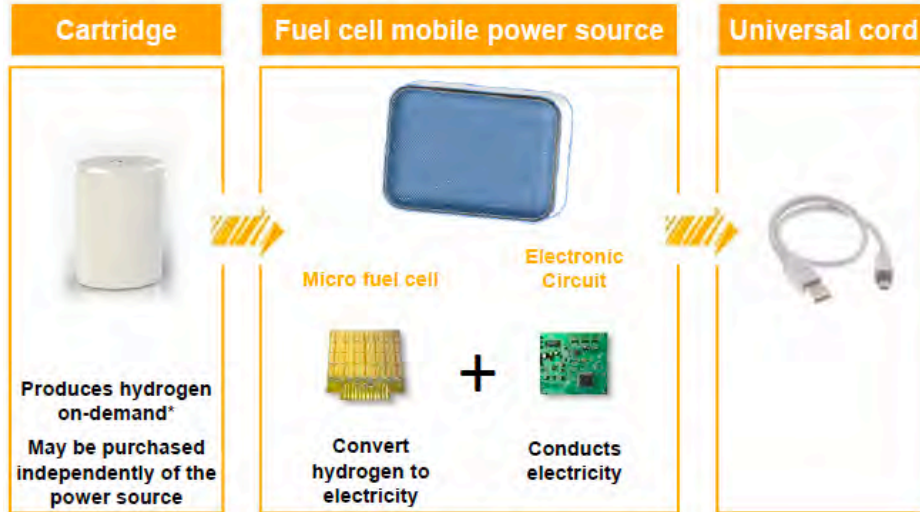 Cartridge
Fuel cell mobile power source
Universal cord
Micro fuel cell
Electronic
Circuit
+
Produces hydrogen
on-demand*
May be purchased
independently of the
power source
Convert
hydrogen to
electricity
Conducts
electricity